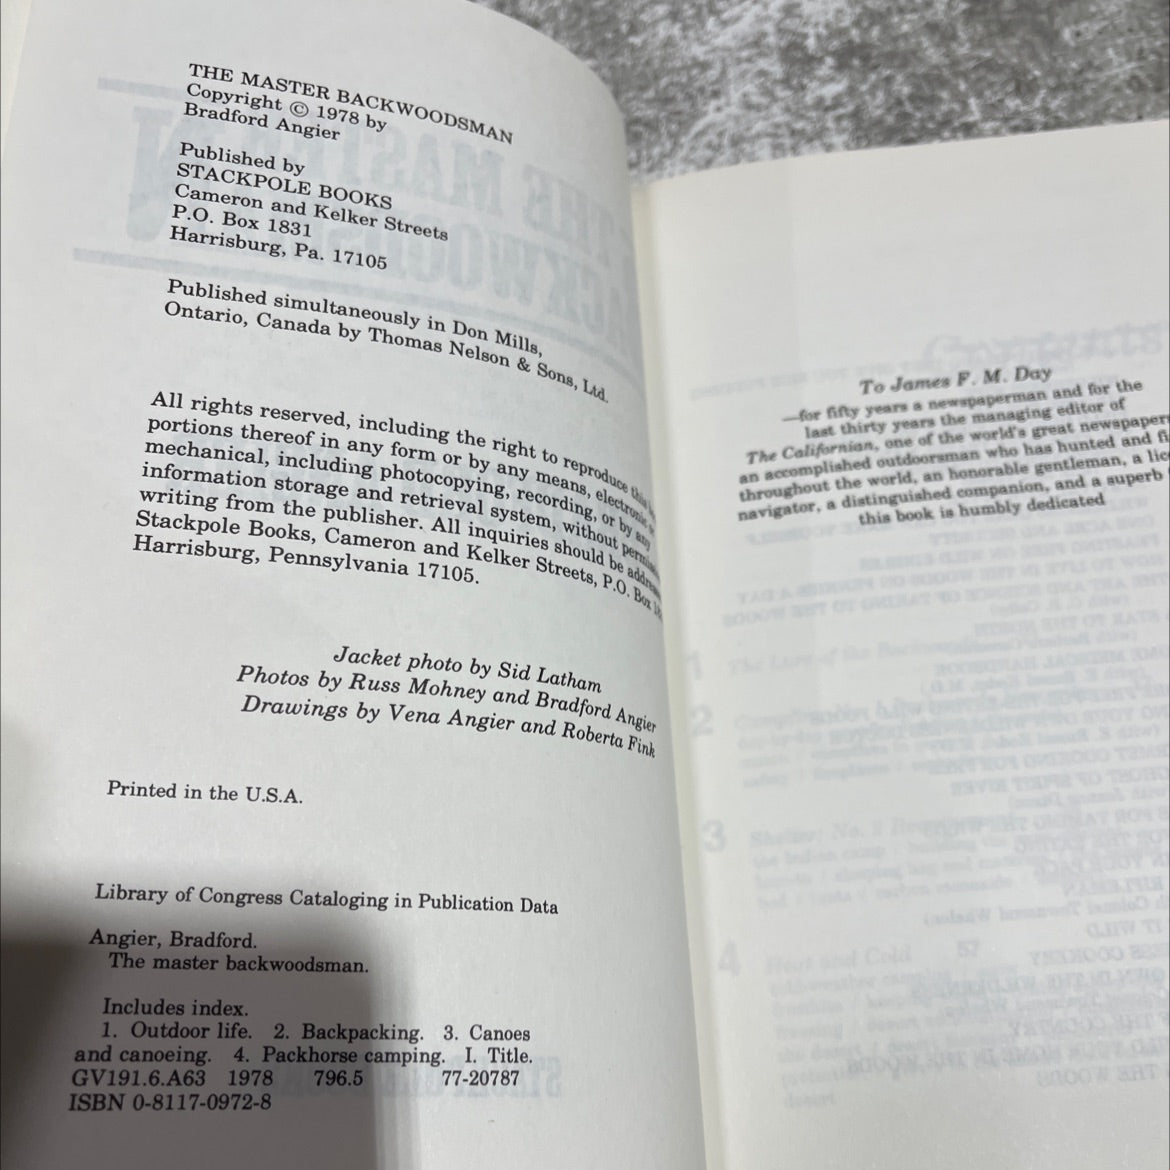 THE MASTER BACKWOODSMAN
Copyright © 1978 by
Bradford Angier
Published by
STACKPOLE BOOKS
Cameron and Kelker Streets
P.O. Box 1831
Harrisburg, Pa. 17105
Published simultaneously in Don Mills,
Ontario, Canada by Thomas Nelson & Sons, Ltd.
All rights reserved, including the right to reproduce this
portions thereof in any form or by any means, electronic or
mechanical, including photocopying, recording, or by any
information storage and retrieval system, without
writing from the publisher. All inquiries should be
Stackpole Books, Cameron and Kelker Streets, P.O. Box
Harrisburg, Pennsylvania 17105.
Jacket photo by Sid Latham
Photos by Russ Mohney and Bradford Angier
Drawings by Vena Angier and Roberta Fink
Printed in the U.S.A.
Library of Congress Cataloging in Publication Data
Angier, Bradford.
The master backwoodsman.
Includes index.
1. Outdoor life. 2. Backpacking. 3. Canoes
and canoeing. 4. Packhorse camping. I. Title.
GV191.6.A63 1978 796.5 77-20787
ISBN 0-8117-0972-8
To James F. M. Day
—for fifty years a newspaperman and for the
last thirty years the managing editor of
The Californian, one of the world's great newspaper
an accomplished outdoorsman who has hunted and fi
throughout the world, an honorable gentleman, a lice
navigator, a distinguished companion, and a superb
this book is humbly dedicated